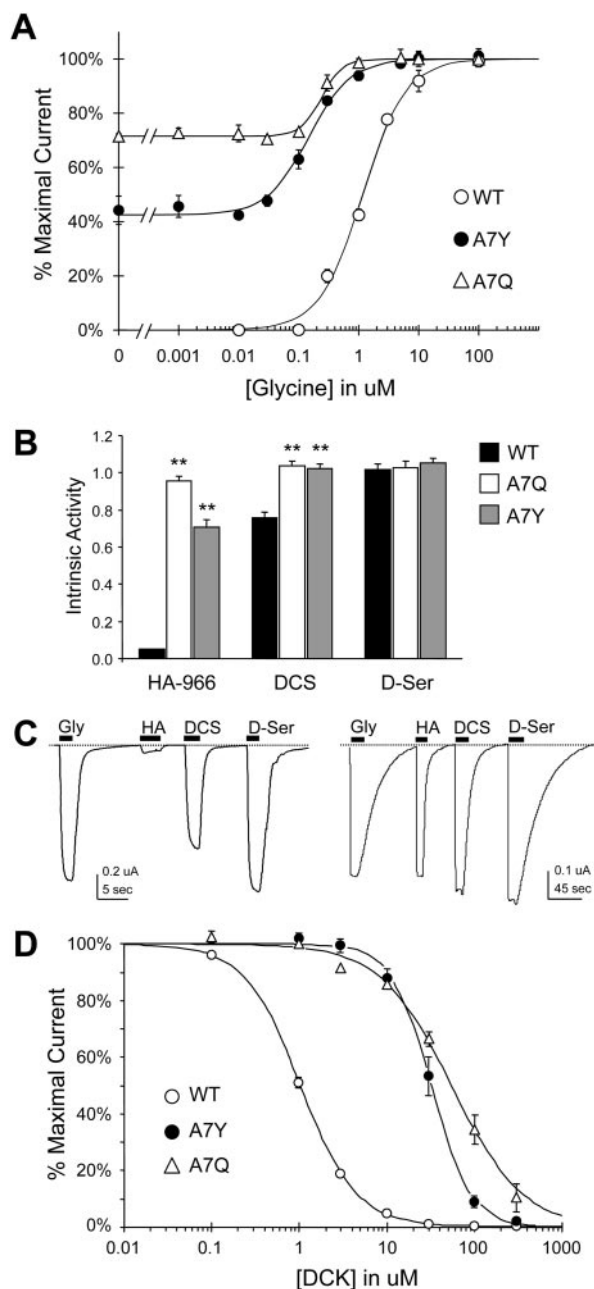 A
100%
80%
60%
40%
20%
0%
% Maximal Current
WT
A7Y
A7Q
0 0.001 0.01 0.1 1 10 100
[Glycine] in uM
B
1.2
1.0
0.8
0.6
0.4
0.2
0.0
Intrinsic Activity
** ** ** **
WT
A7Q
A7Y
HA-966 DCS D-Ser
C
Gly HA DCS D-Ser Gly HA DCS D-Ser
0.2 uA
5 sec
0.1 uA
45 sec
D
100%
80%
60%
40%
20%
0%
% Maximal Current
WT
A7Y
A7Q
0.01 0.1 1 10 100 1000
[DCK] in uM